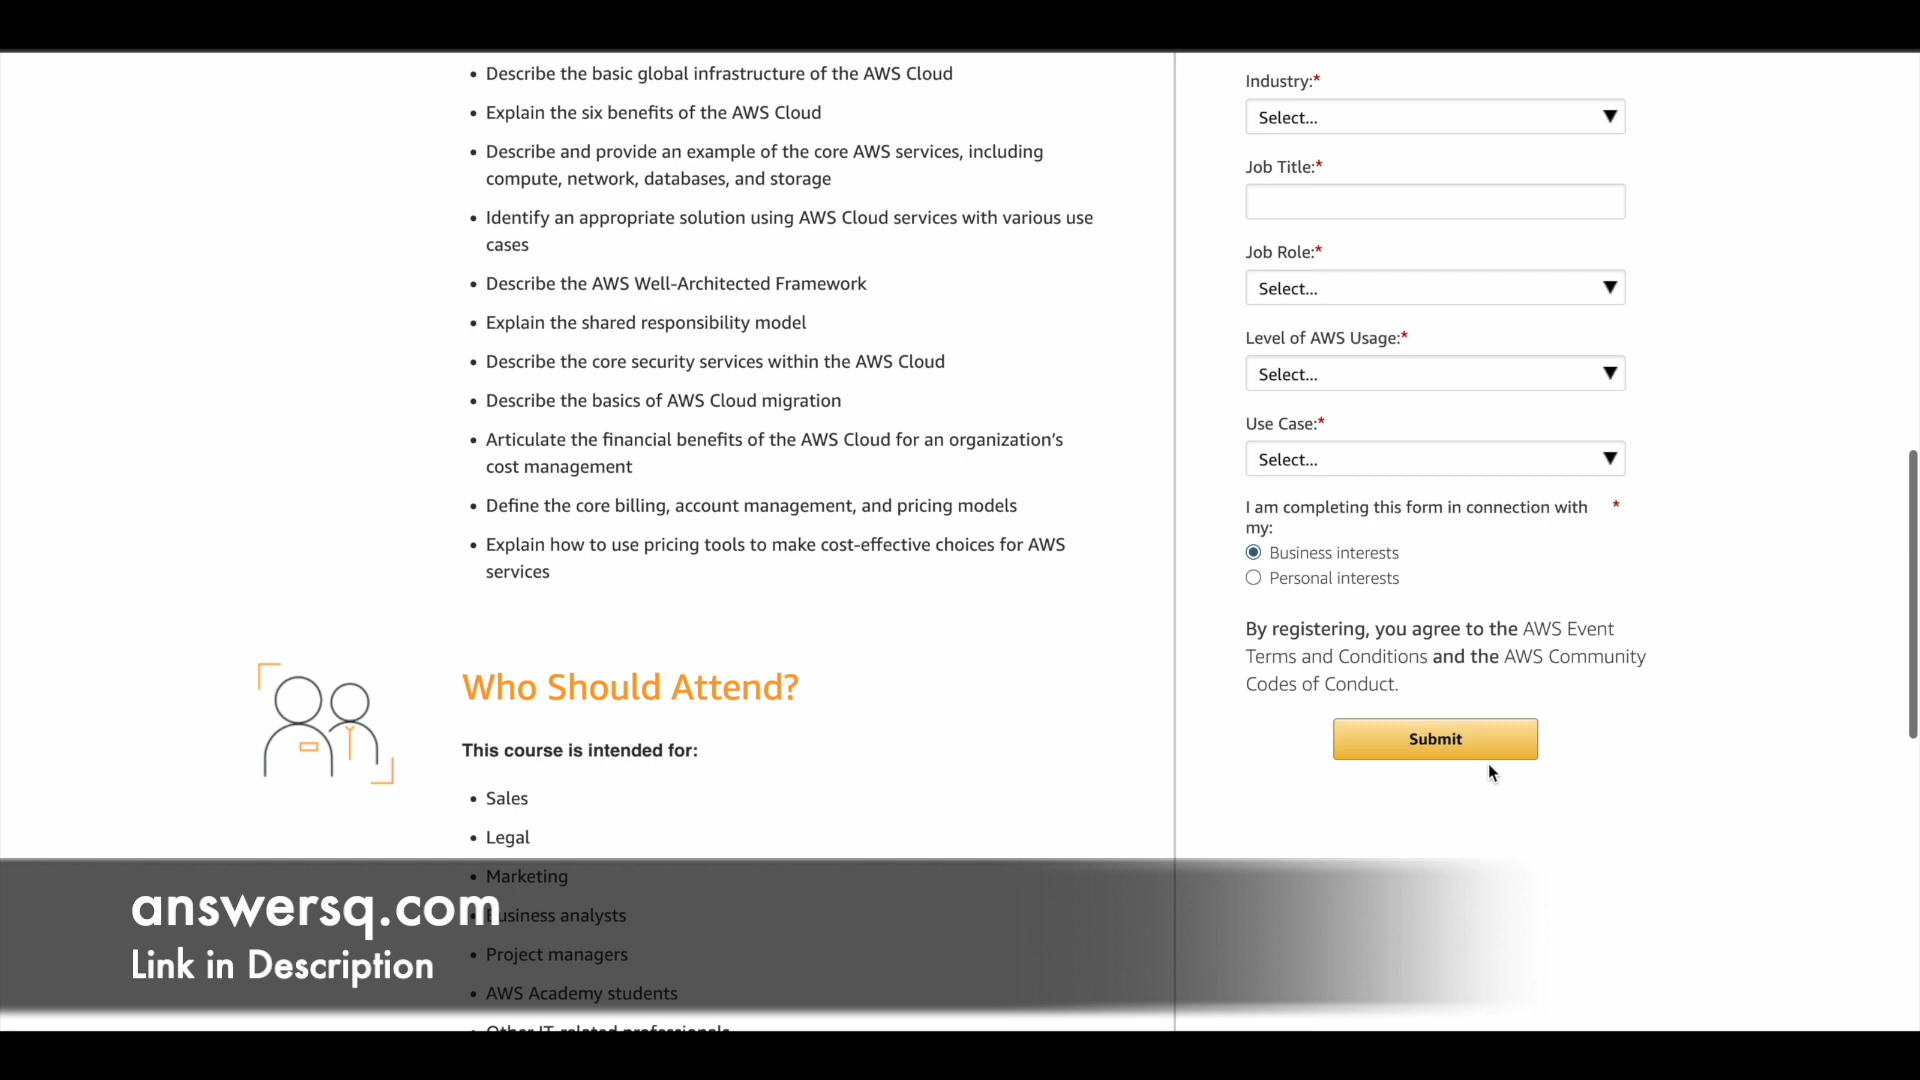 • Describe the basic global infrastructure of the AWS Cloud
• Explain the six benefits of the AWS Cloud
• Describe and provide an example of the core AWS services, including
compute, network, databases, and storage
• Identify an appropriate solution using AWS Cloud services with various use
cases
• Describe the AWS Well-Architected Framework
• Explain the shared responsibility model
• Describe the core security services within the AWS Cloud
• Describe the basics of AWS Cloud migration
• Articulate the financial benefits of the AWS Cloud for an organization’s
cost management
• Define the core billing, account management, and pricing models
• Explain how to use pricing tools to make cost-effective choices for AWS
services
Who Should Attend?
This course is intended for:
• Sales
• Legal
• Marketing
• Business analysts
• Project managers
• AWS Academy students
• Other IT-related professionals
Industry:*
Select...
Job Title:*
Job Role:*
Select...
Level of AWS Usage:*
Select...
Use Case:*
Select...
I am completing this form in connection with *
my:
Business interests
Personal interests
By registering, you agree to the AWS Event
Terms and Conditions and the AWS Community
Codes of Conduct.
Submit
answersq.com
Link in Description